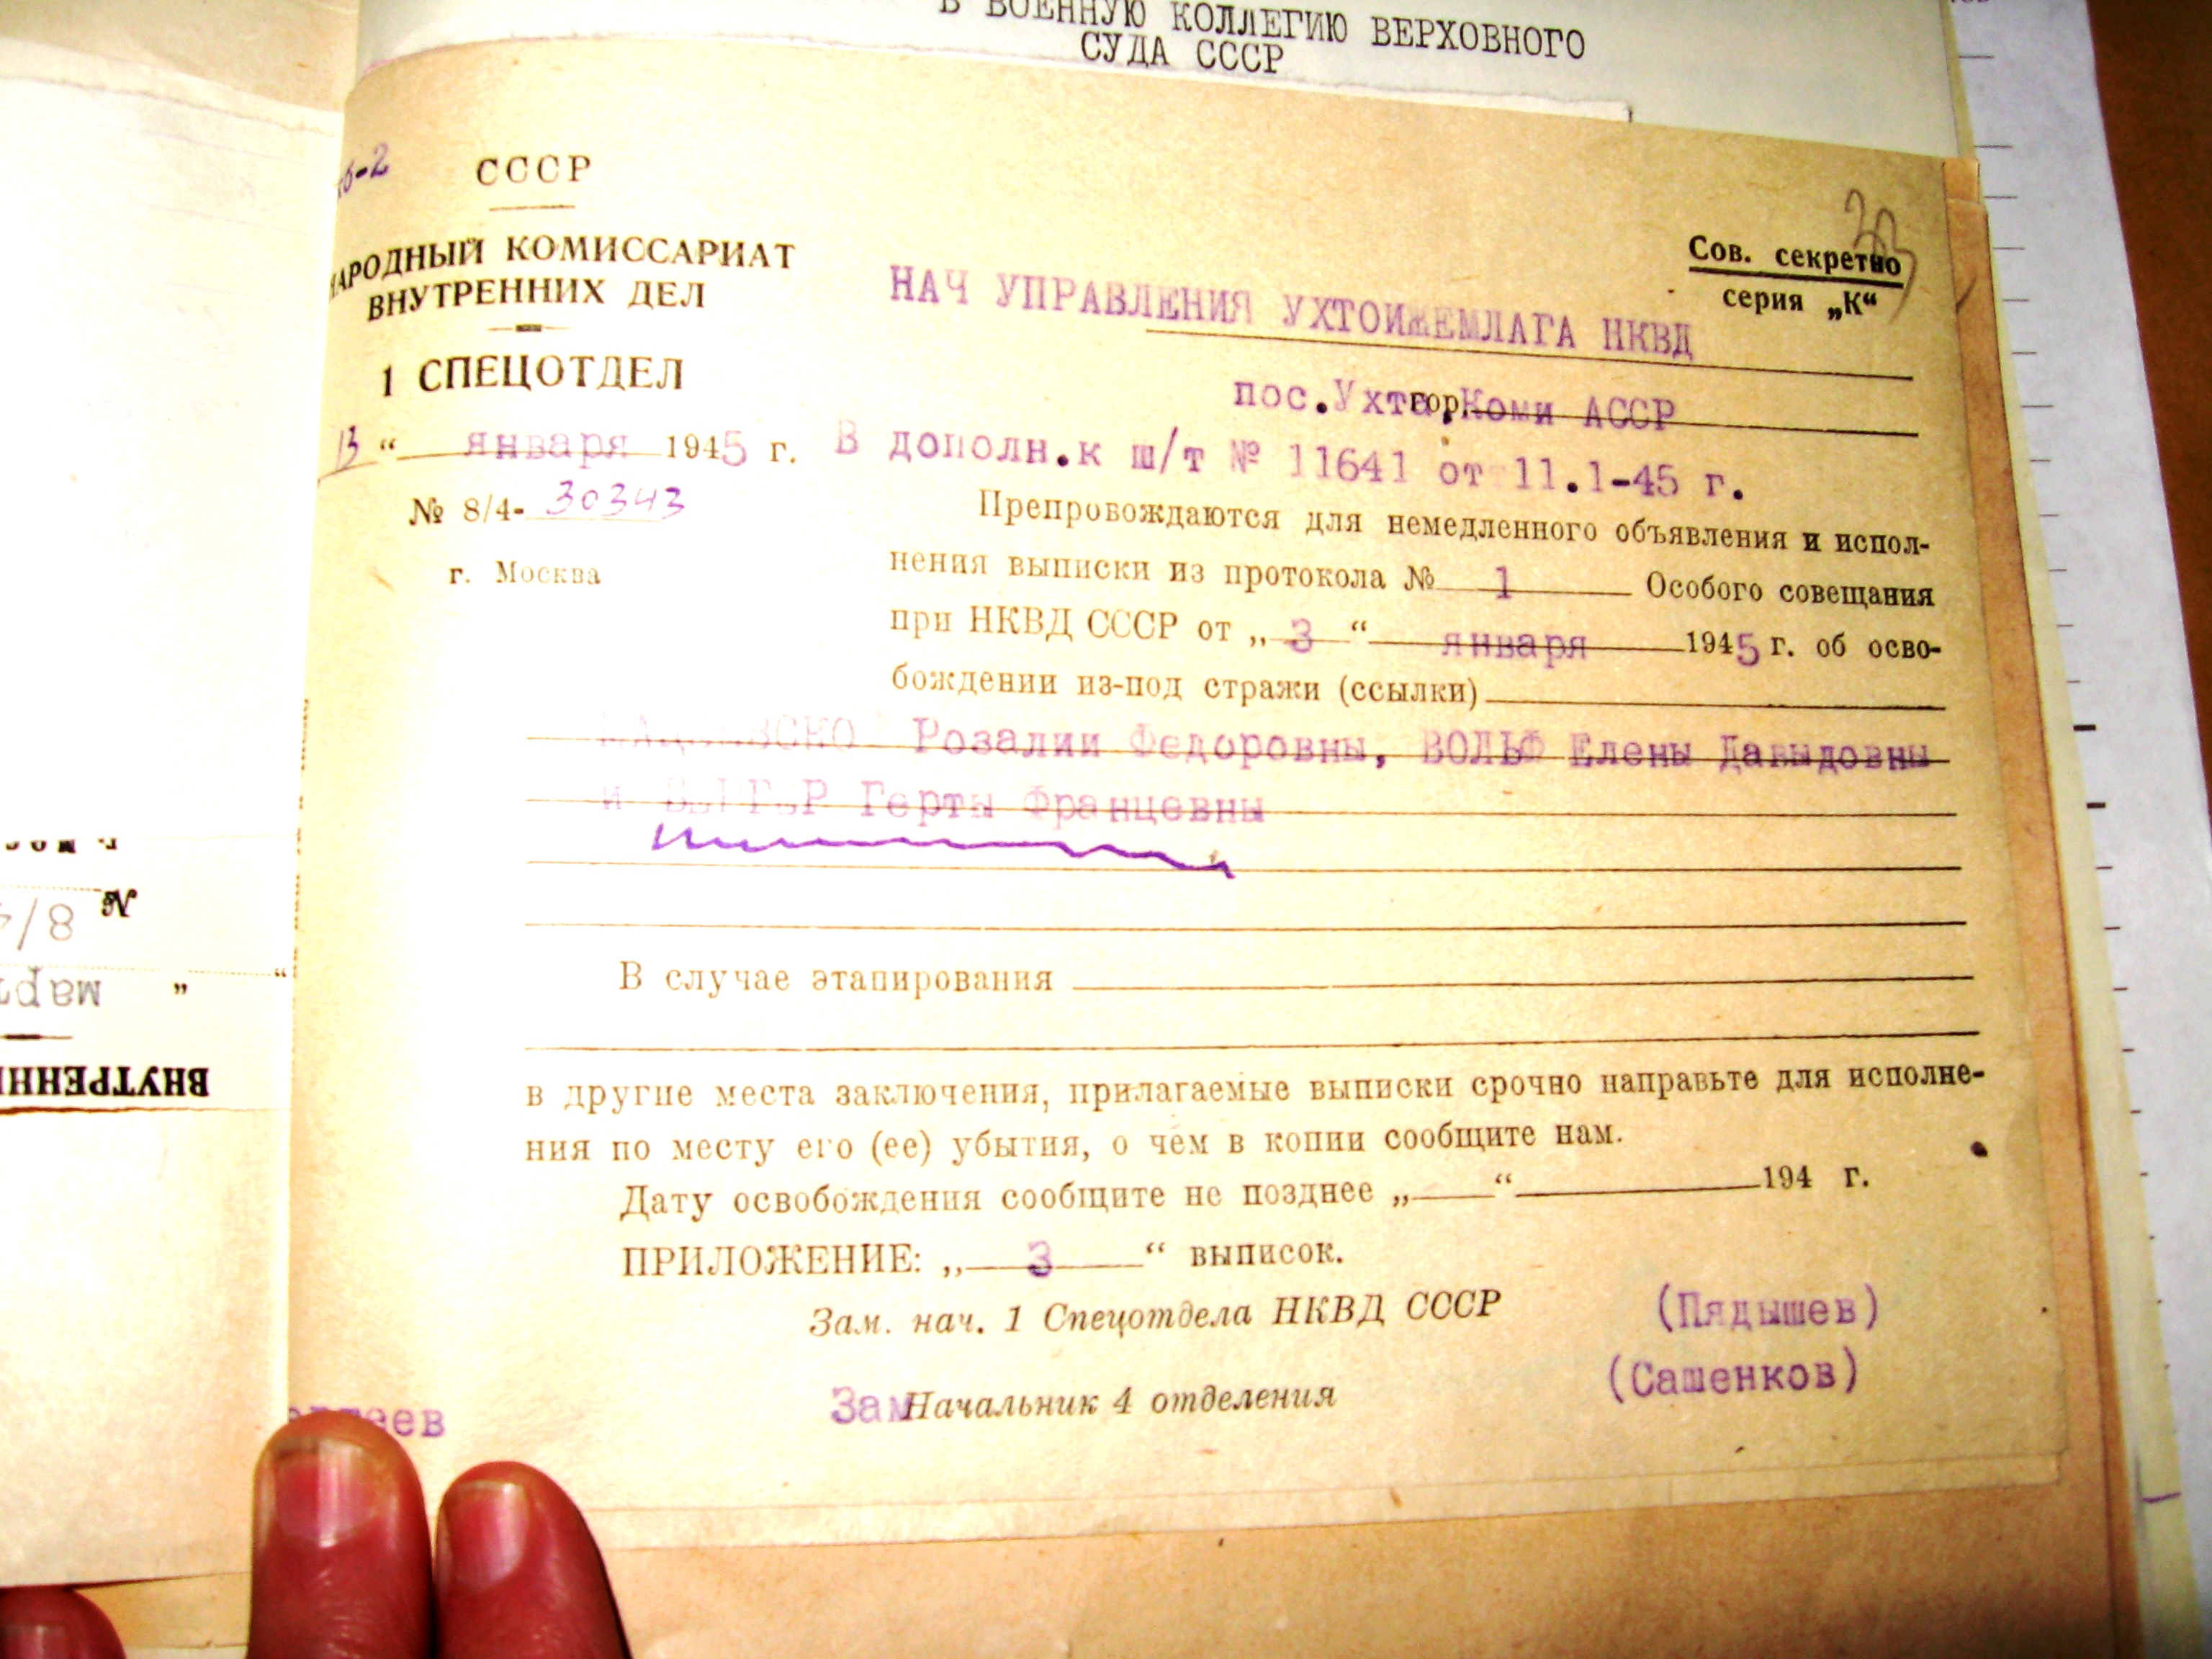 В ВОЕННУЮ КОЛЛЕГИЮ ВЕРХОВНОГО
СУДА СССР
СССР
НАРОДНЫЙ КОМИССАРИАТ
ВНУТРЕННИХ ДЕЛ
1 СПЕЦОТДЕЛ
13 “ января 1945 г.
№ 8/4- 30343
г. Москва
Сов. секретно
серия „К“
НАЧ УПРАВЛЕНИЯ УХТОИЖЕМЛАГА НКВД
пос.Ухта, гор. Коми АССР
В дополн.к ш/т № 11641 от 11.1-45 г.
Препровождаются для немедленного объявления и испол-
нения выписки из протокола № 1 Особого совещания
при НКВД СССР от „ 3 “ января 1945 г. об осво-
бождении из-под стражи (ссылки)
Розалии Федоровны, ВОЛЬФ Елены Давыдовны
и БЕРГЕР Герты Францевны
В случае этапирования
в другие места заключения, прилагаемые выписки срочно направьте для исполне-
ния по месту его (ее) убытия, о чем в копии сообщите нам.
Дату освобождения сообщите не позднее „ “ 194 г.
ПРИЛОЖЕНИЕ: „ 3 “ выписок.
Зам. нач. 1 Спецотдела НКВД СССР (Пядышев)
Зам Начальник 4 отделения (Сашенков)
№ 8/4